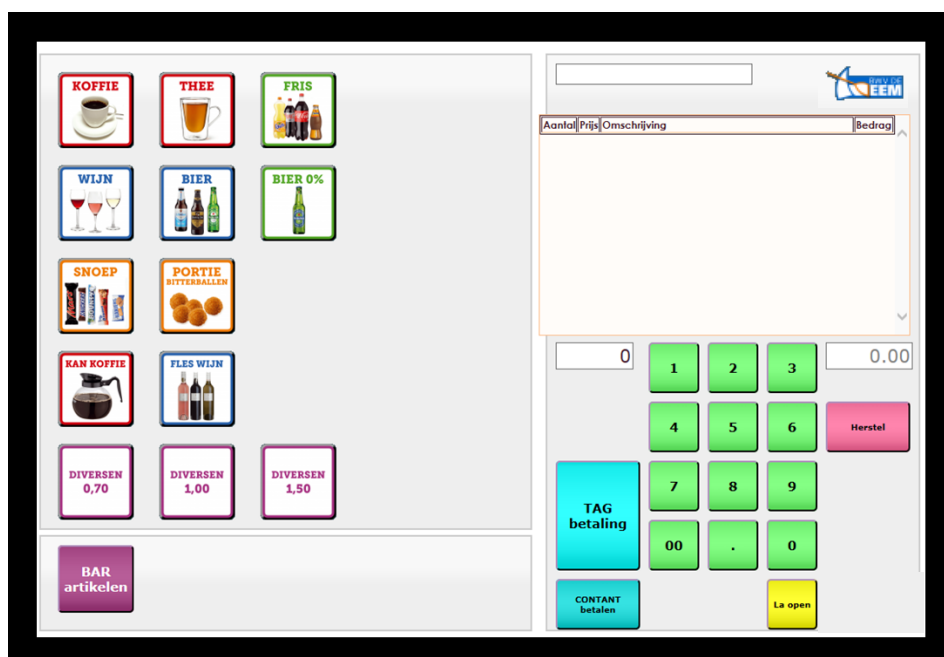 KOFFIE
THEE
FRIS
WIJN
BIER
BIER 0%
SNOEP
PORTIE
BITTERBALLEN
KAN KOFFIE
FLES WIJN
DIVERSEN
0,70
DIVERSEN
1,00
DIVERSEN
1,50
BAR
artikelen
BWV DE
EEM
Aantal Prijs Omschrijving Bedrag
0
0.00
1
2
3
4
5
6
Herstel
7
8
9
TAG
betaling
00
.
0
CONTANT
betalen
La open